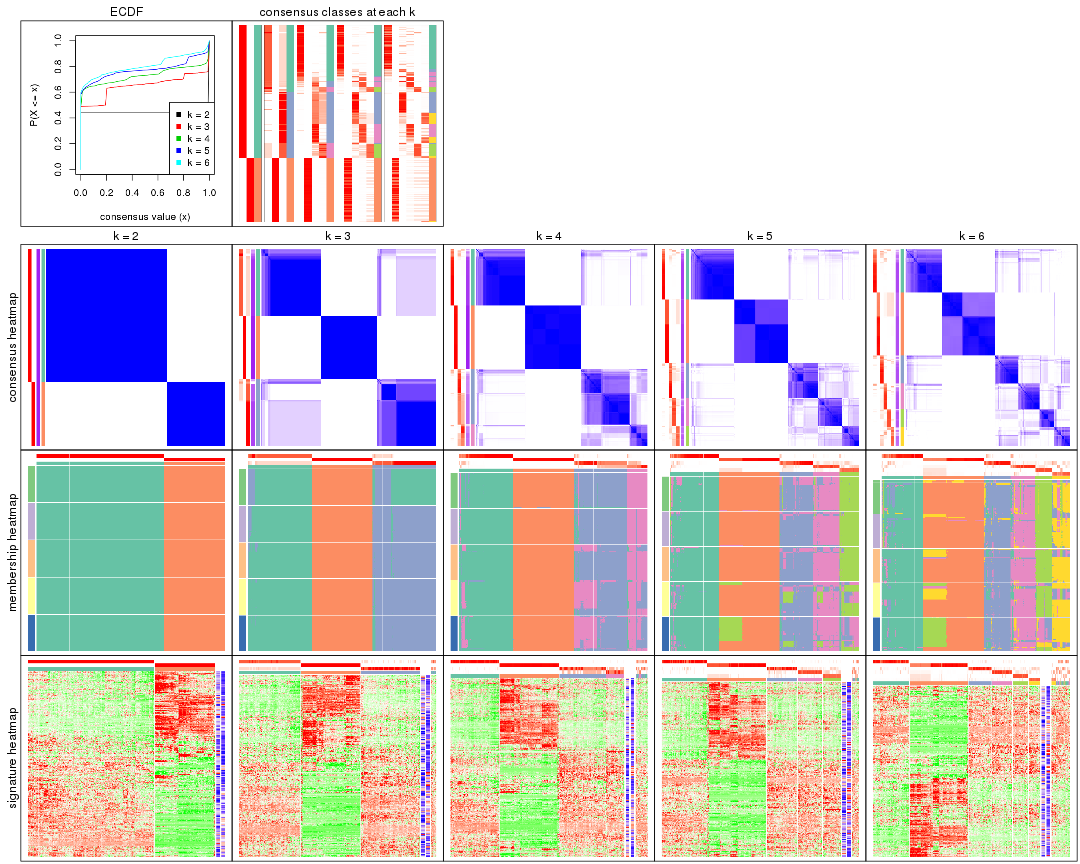 ECDF
consensus classes at each k
P(X <= x)
1.0
0.8
0.6
0.4
0.2
0.0
k = 2
k = 3
k = 4
k = 5
k = 6
0.0 0.2 0.4 0.6 0.8 1.0
consensus value (x)
k = 2 k = 3 k = 4 k = 5 k = 6
consensus heatmap
membership heatmap
signature heatmap